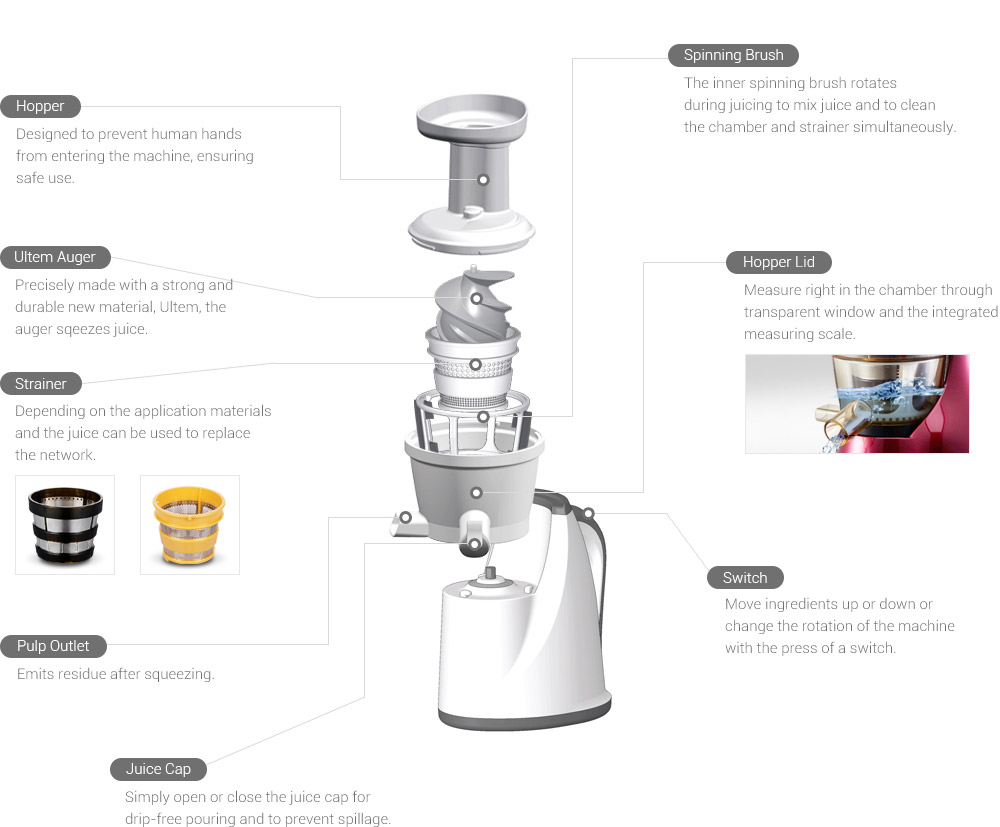 Hopper
Designed to prevent human hands
from entering the machine, ensuring
safe use.
Ultem Auger
Precisely made with a strong and
durable new material, Ultem, the
auger sqeezes juice.
Strainer
Depending on the application materials
and the juice can be used to replace
the network.
Pulp Outlet
Emits residue after squeezing.
Juice Cap
Simply open or close the juice cap for
drip-free pouring and to prevent spillage.
Spinning Brush
The inner spinning brush rotates
during juicing to mix juice and to clean
the chamber and strainer simultaneously.
Hopper Lid
Measure right in the chamber through
transparent window and the integrated
measuring scale.
Switch
Move ingredients up or down or
change the rotation of the machine
with the press of a switch.